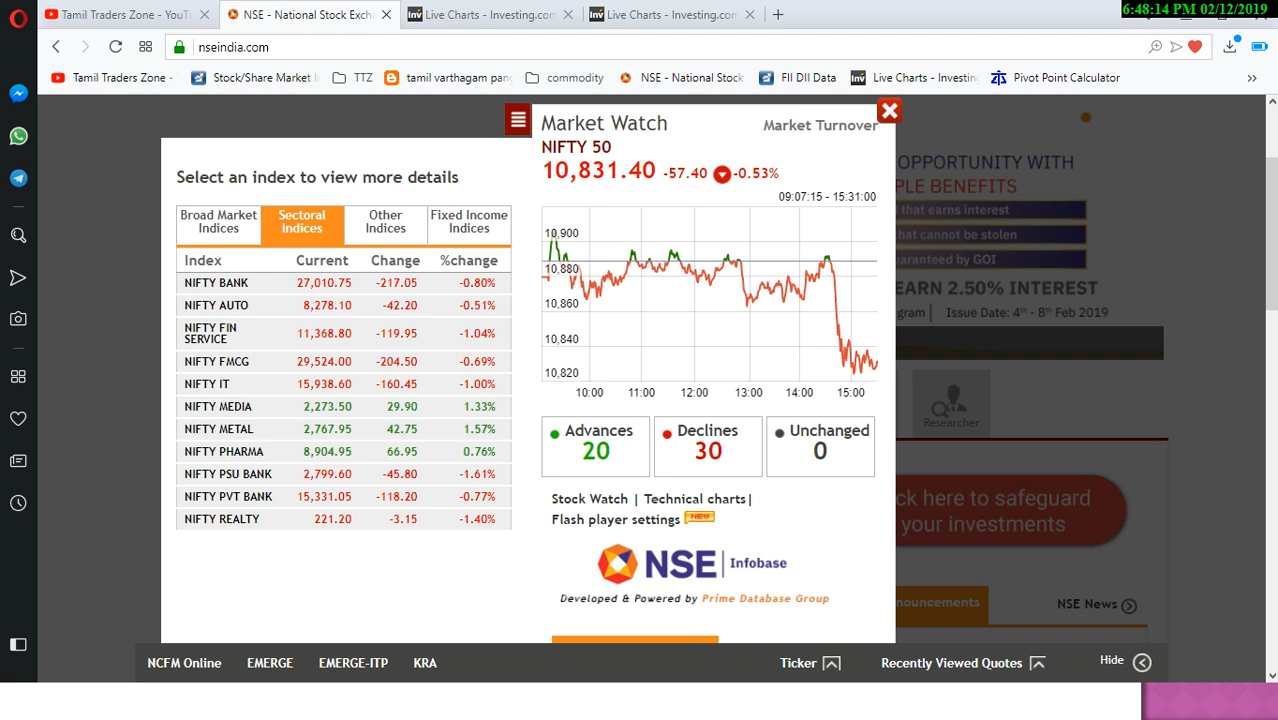 6:48:14 PM 02/12/2019
Tamil Traders Zone - YouT
NSE - National Stock Excha
Live Charts - Investing.com
Live Charts - Investing.com
nseindia.com
Tamil Traders Zone -
Stock/Share Market I
TTZ
tamil varthagam pan
commodity
NSE - National Stock
FII DII Data
Live Charts - Investin
Pivot Point Calculator
Select an index to view more details
Broad Market Indices
Sectoral Indices
Other Indices
Fixed Income Indices
Index Current Change %change
NIFTY BANK 27,010.75 -217.05 -0.80%
NIFTY AUTO 8,278.10 -42.20 -0.51%
NIFTY FIN SERVICE 11,368.80 -119.95 -1.04%
NIFTY FMCG 29,524.00 -204.50 -0.69%
NIFTY IT 15,938.60 -160.45 -1.00%
NIFTY MEDIA 2,273.50 29.90 1.33%
NIFTY METAL 2,767.95 42.75 1.57%
NIFTY PHARMA 8,904.95 66.95 0.76%
NIFTY PSU BANK 2,799.60 -45.80 -1.61%
NIFTY PVT BANK 15,331.05 -118.20 -0.77%
NIFTY REALTY 221.20 -3.15 -1.40%
Market Watch
Market Turnover
NIFTY 50
10,831.40 -57.40 -0.53%
09:07:15 - 15:31:00
10,900
10,880
10,860
10,840
10,820
10:00 11:00 12:00 13:00 14:00 15:00
Advances
20
Declines
30
Unchanged
0
Stock Watch | Technical charts|
Flash player settings NEW
NSE | Infobase
Developed & Powered by Prime Database Group
OPPORTUNITY WITH
PLE BENEFITS
that earns interest
that cannot be stolen
uaranteed by GOI
EARN 2.50% INTEREST
gram | Issue Date: 4th - 8th Feb 2019
Researcher
ck here to safeguard
your investments
nouncements
NSE News
NCFM Online
EMERGE
EMERGE-ITP
KRA
Ticker
Recently Viewed Quotes
Hide